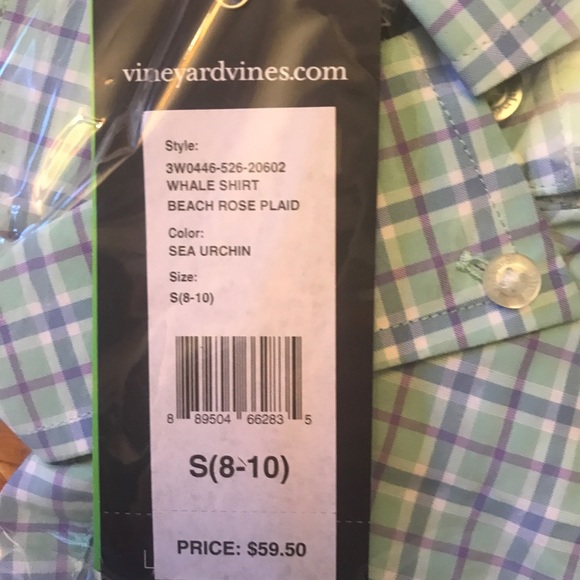 vineyardvines.com
Style:
3W0446-526-20602
WHALE SHIRT
BEACH ROSE PLAID
Color:
SEA URCHIN
Size:
S(8-10)
8 89504 66283 5
S(8-10)
PRICE: $59.50